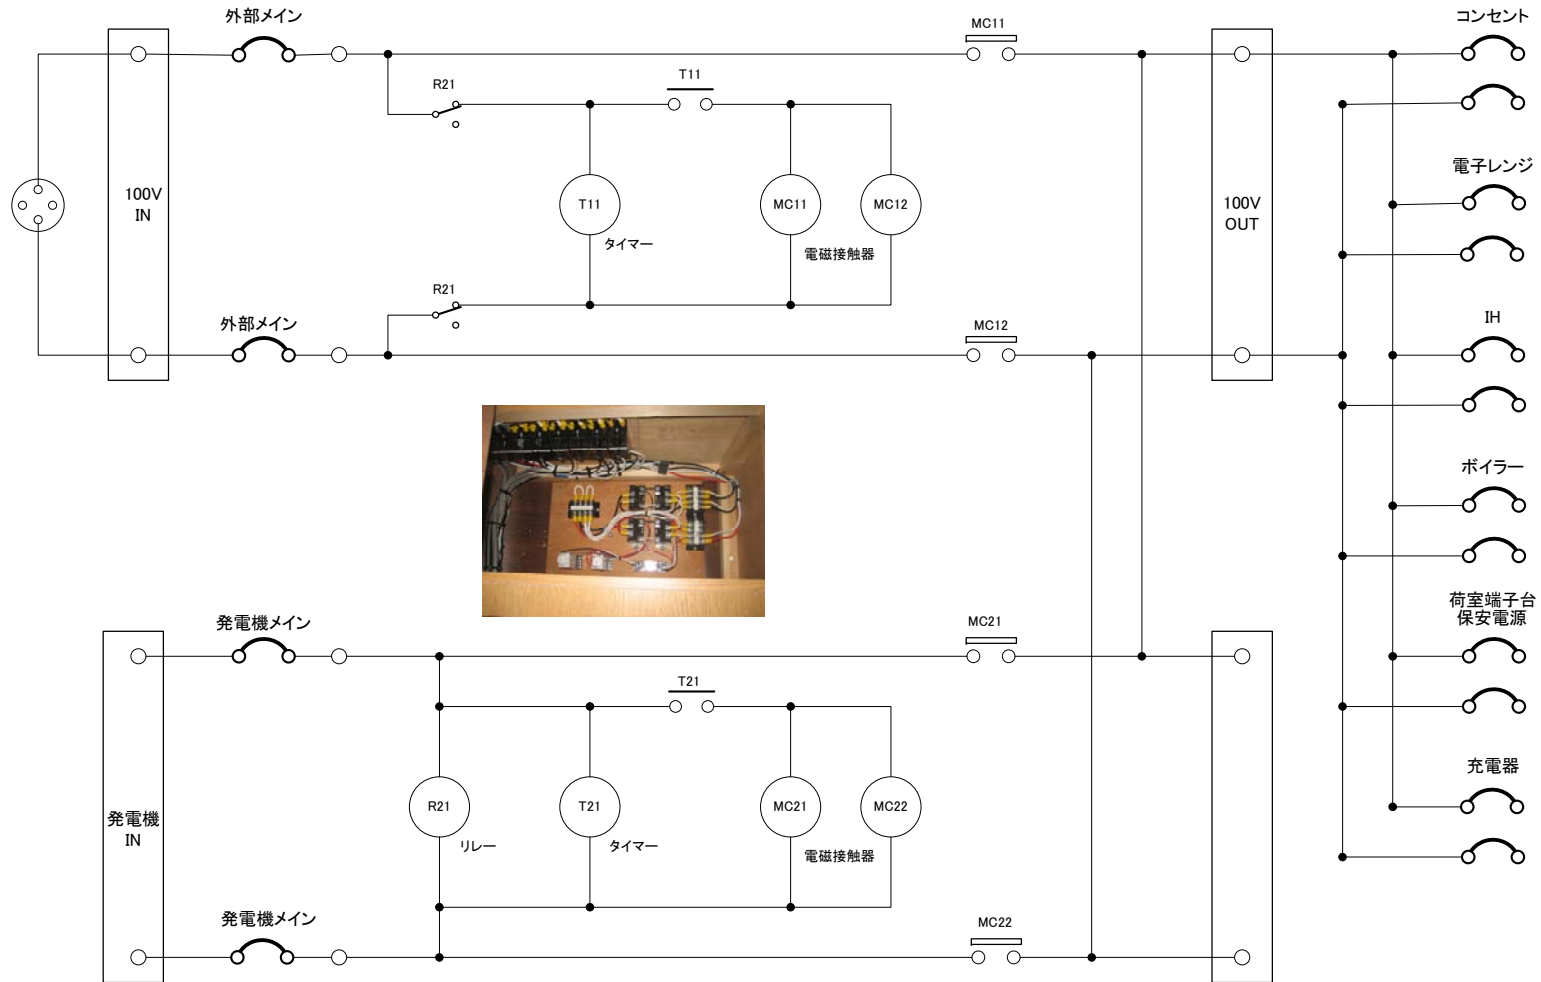 外部メイン
MC11
コンセント
R21
T11
電子レンジ
100V
IN
T11
MC11
MC12
100V
OUT
タイマー
電磁接触器
R21
外部メイン
MC12
IH
ボイラー
荷室端子台
保安電源
発電機メイン
MC21
T21
充電器
発電機
IN
R21
T21
MC21
MC22
リレー
タイマー
電磁接触器
発電機メイン
MC22